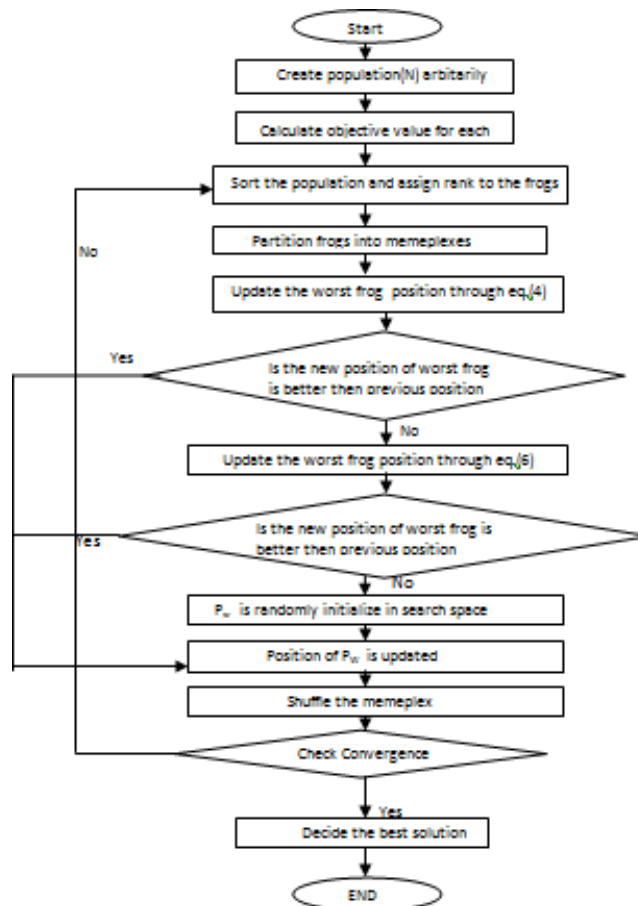 Start
Create population(N) arbitarily
Calculate objective value for each
Sort the population and assign rank to the frogs
Partition frogs into memeplexes
No
Update the worst frog position through eq.(4)
Yes
Is the new position of worst frog
is better then previous position
No
Update the worst frog position through eq.(6)
Yes
Is the new position of worst frog is
better then previous position
No
Pw is randomly initialize in search space
Position of Pw is updated
Shuffle the memeplex
Check Convergence
Yes
Decide the best solution
END